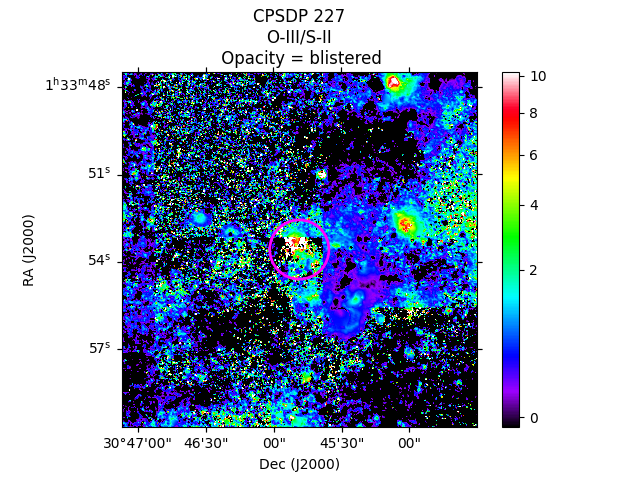 CPSDP 227
O-III/S-II
Opacity = blistered
1ʰ33ᵐ48ˢ
51ˢ
54ˢ
57ˢ
RA (J2000)
30°47'00" 46'30" 00" 45'30" 00"
Dec (J2000)
10
8
6
4
2
0